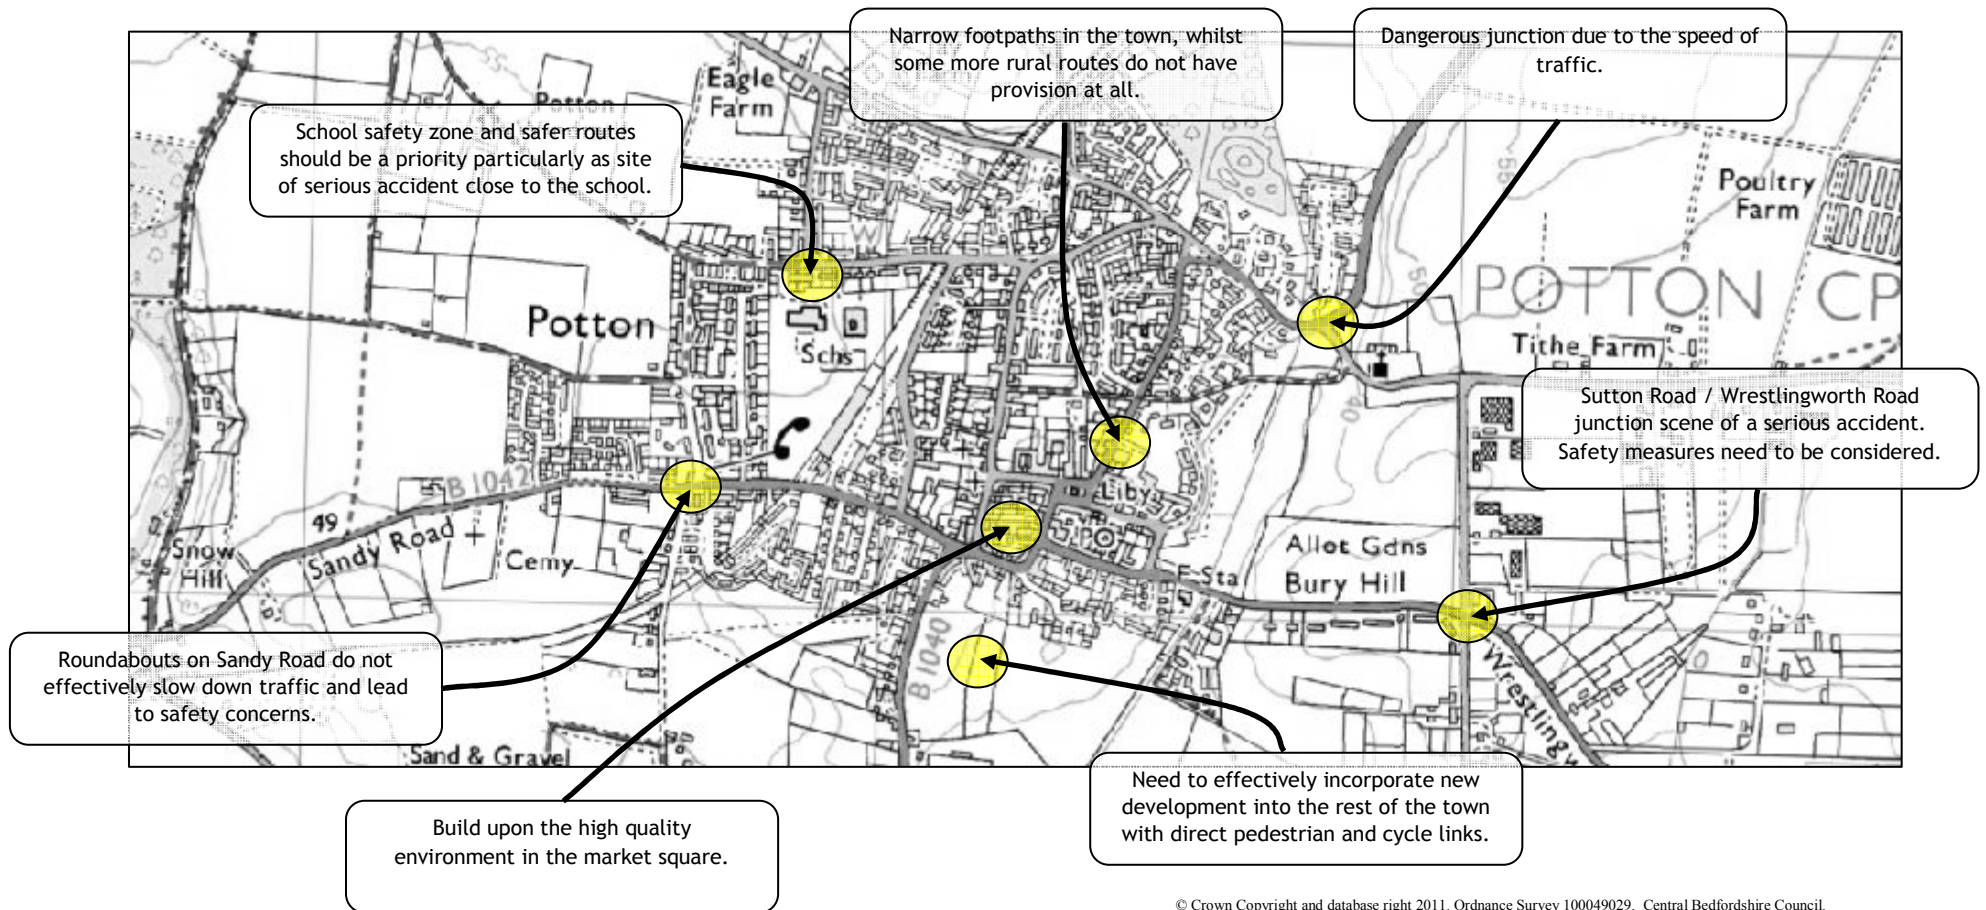 Narrow footpaths in the town, whilst
some more rural routes do not have
provision at all.
Dangerous junction due to the speed of
traffic.
School safety zone and safer routes
should be a priority particularly as site
of serious accident close to the school.
Eagle
Farm
Potton
Poultry
Farm
POTTON CP
Potton
Schs
Tithe Farm
Sutton Road / Wrestlingworth Road
junction scene of a serious accident.
Safety measures need to be considered.
B 1042
49
Sandy Road
Snow
Hill
Cemy
Liby
Allot Gdns
Bury Hill
F Sta
B 1040
Wrestlingw
Roundabouts on Sandy Road do not
effectively slow down traffic and lead
to safety concerns.
Sand & Gravel
Need to effectively incorporate new
development into the rest of the town
with direct pedestrian and cycle links.
Build upon the high quality
environment in the market square.
© Crown Copyright and database right 2011. Ordnance Survey 100049029. Central Bedfordshire Council.